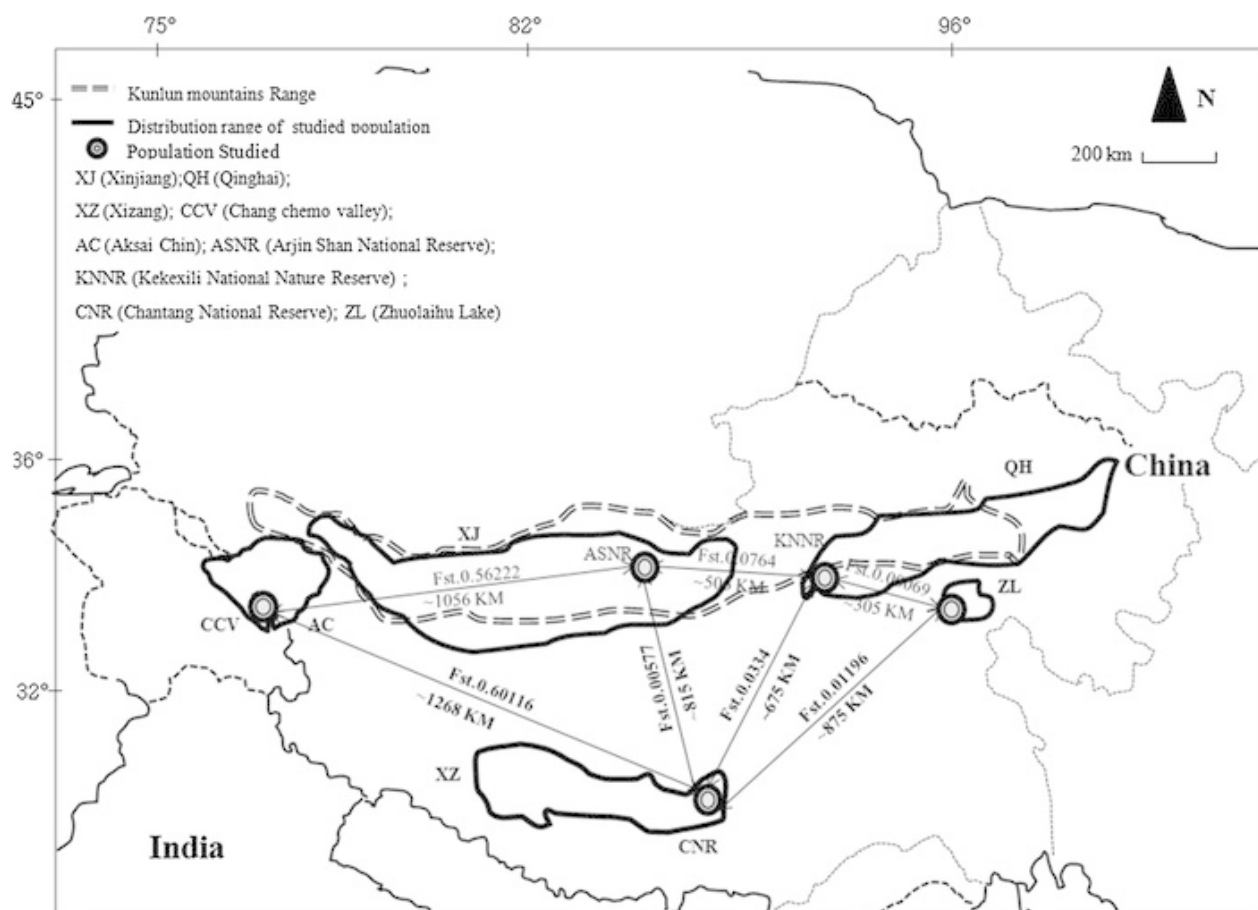 75° 82° 96°
45°
36°
32°
Kunlun mountains Range
Distribution range of studied population
Population Studied
XJ (Xinjiang);QH (Qinghai);
XZ (Xizang); CCV (Chang chemo valley);
AC (Aksai Chin); ASNR (Arjin Shan National Reserve);
KNNR (Kekexili National Nature Reserve) ;
CNR (Chantang National Reserve); ZL (Zhuolaihu Lake)
N
200 km
QH
China
XJ
KNNR
ASNR
Fst.0.0764
Fst.0.56222
~1056 KM
~305 KM
ZL
CCV
AC
Fst.0.60116
~1268 KM
Fst.0.00577
~815 KM
Fst.0.0334
~675 KM
Fst.0.01196
~875 KM
XZ
CNR
India